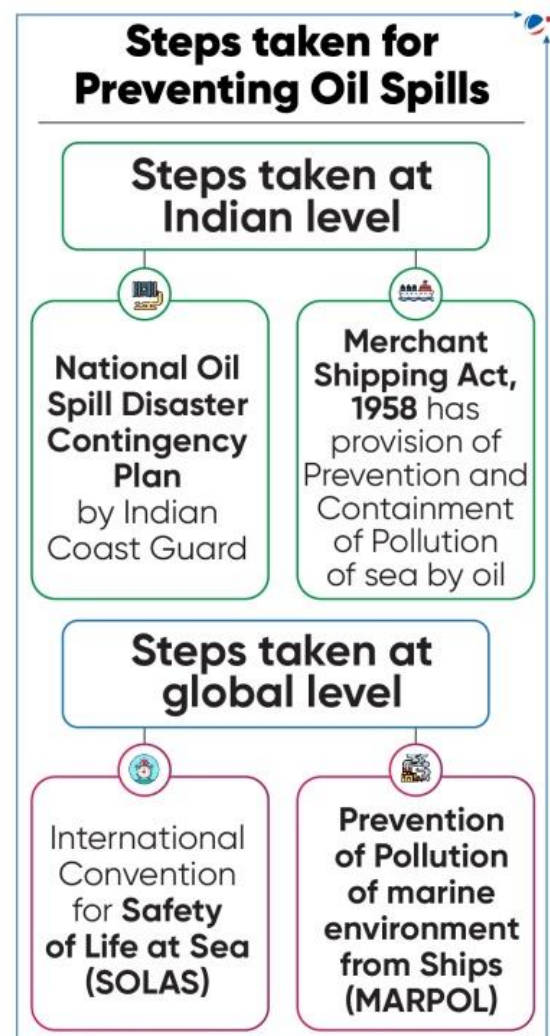 Steps taken for
Preventing Oil Spills
Steps taken at
Indian level
National Oil
Spill Disaster
Contingency
Plan
by Indian
Coast Guard
Merchant
Shipping Act,
1958 has
provision of
Prevention and
Containment
of Pollution
of sea by oil
Steps taken at
global level
International
Convention
for Safety
of Life at Sea
(SOLAS)
Prevention
of Pollution
of marine
environment
from Ships
(MARPOL)